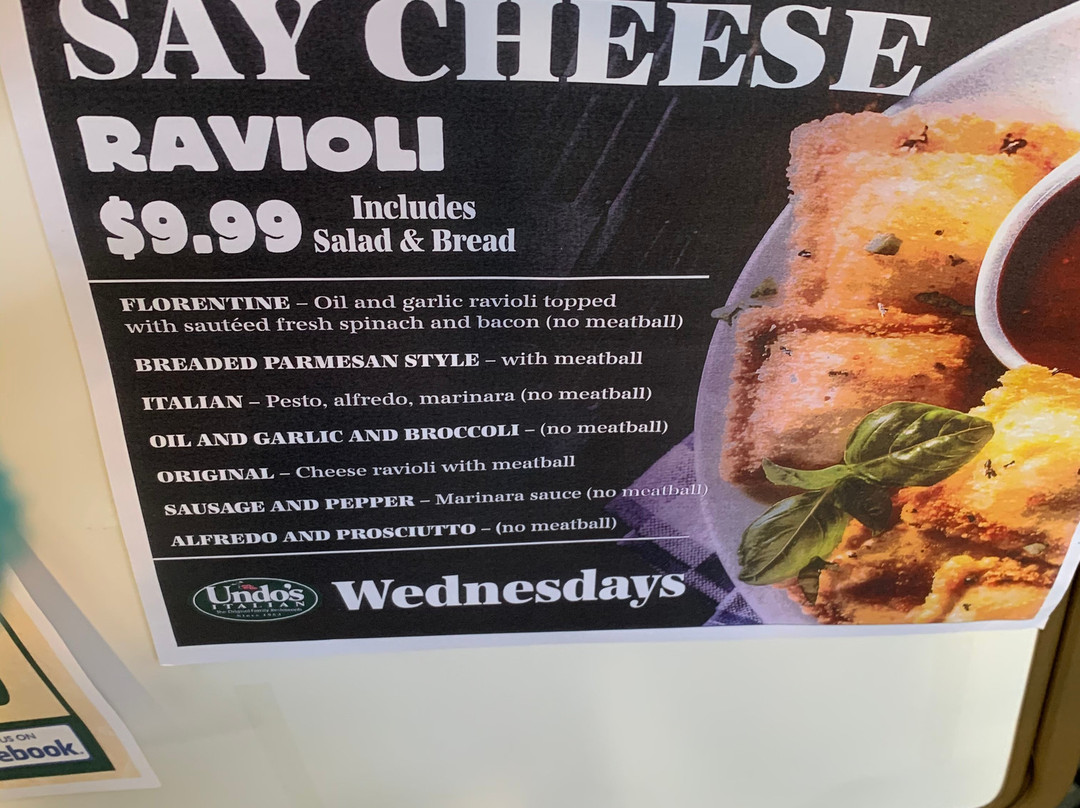 SAY CHEESE
RAVIOLI
$9.99
Includes
Salad & Bread
FLORENTINE – Oil and garlic ravioli topped
with sautéed fresh spinach and bacon (no meatball)
BREADED PARMESAN STYLE – with meatball
ITALIAN – Pesto, alfredo, marinara (no meatball)
OIL AND GARLIC AND BROCCOLI – (no meatball)
ORIGINAL – Cheese ravioli with meatball
SAUSAGE AND PEPPER – Marinara sauce (no meatball)
ALFREDO AND PROSCIUTTO – (no meatball)
Undo's
ITALIAN
Wednesdays
US ON
ebook